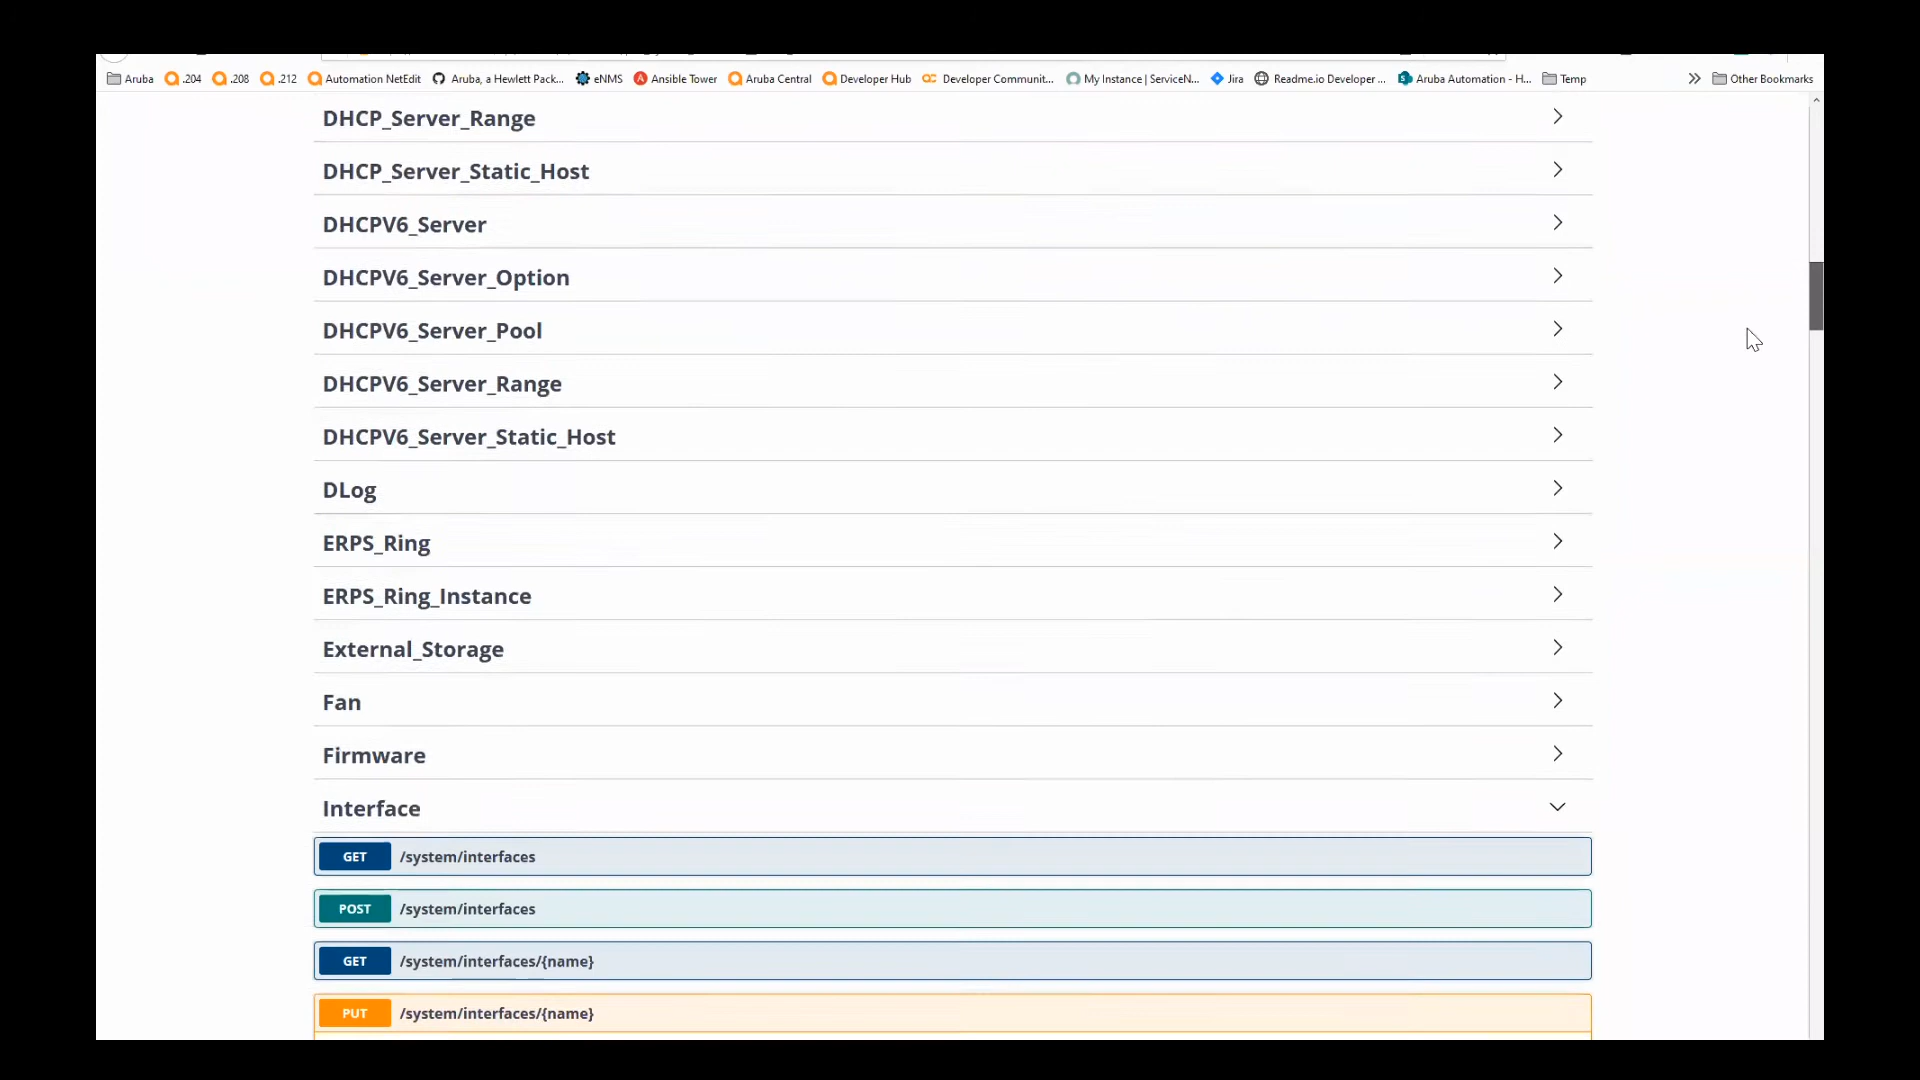 Aruba .204 .208 .212 Automation NetEdit Aruba, a Hewlett Pack... eNMS Ansible Tower Aruba Central Developer Hub Developer Communit... My Instance | ServiceN... Jira Readme.io Developer ... Aruba Automation - H... Temp Other Bookmarks
DHCP_Server_Range
DHCP_Server_Static_Host
DHCPV6_Server
DHCPV6_Server_Option
DHCPV6_Server_Pool
DHCPV6_Server_Range
DHCPV6_Server_Static_Host
DLog
ERPS_Ring
ERPS_Ring_Instance
External_Storage
Fan
Firmware
Interface
GET /system/interfaces
POST /system/interfaces
GET /system/interfaces/{name}
PUT /system/interfaces/{name}